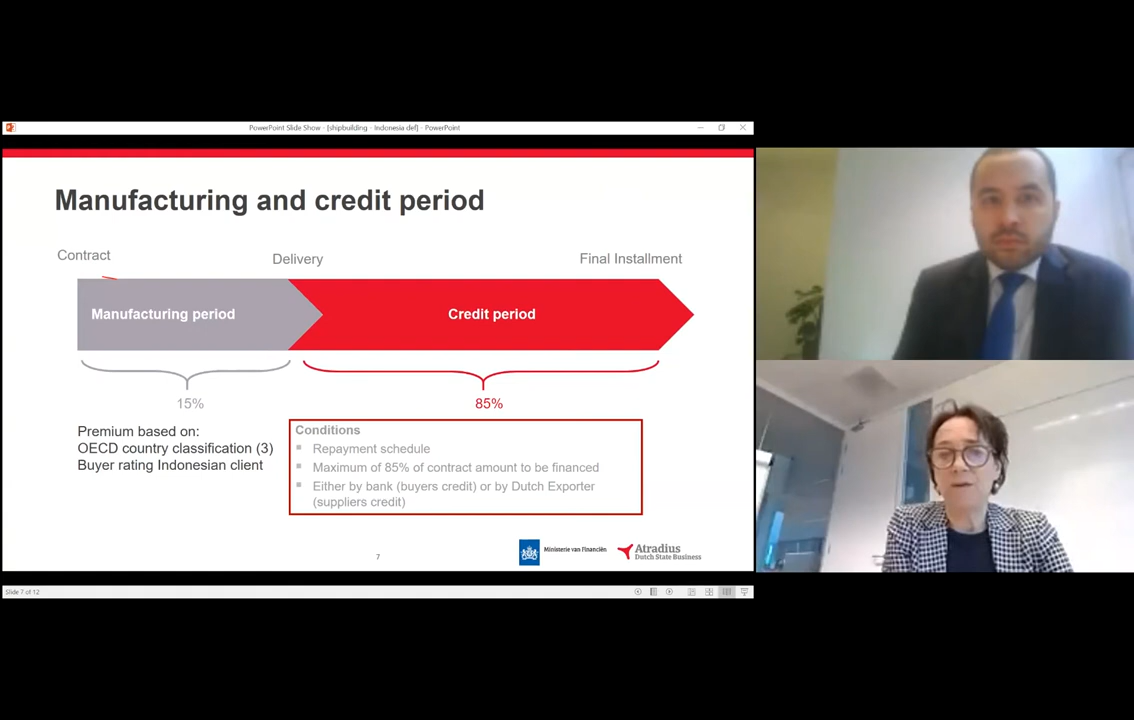 PowerPoint Slide Show - [shipbuilding - Indonesia def] - PowerPoint
Manufacturing and credit period
Contract
Delivery
Final Installment
Manufacturing period
Credit period
15%
85%
Premium based on:
OECD country classification (3)
Buyer rating Indonesian client
Conditions
Repayment schedule
Maximum of 85% of contract amount to be financed
Either by bank (buyers credit) or by Dutch Exporter
(suppliers credit)
7
Ministerie van Financiën
Atradius
Dutch State Business
Slide 7 of 12